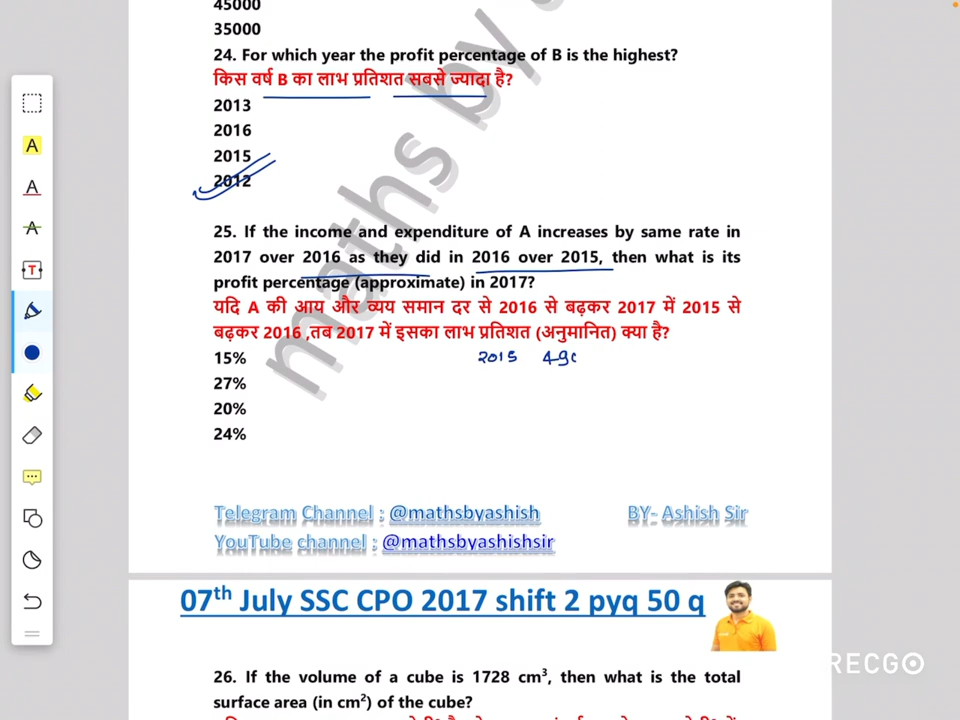 45000
35000
24. For which year the profit percentage of B is the highest?
किस वर्ष B का लाभ प्रतिशत सबसे ज्यादा है?
2013
2016
2015
2012
25. If the income and expenditure of A increases by same rate in
2017 over 2016 as they did in 2016 over 2015, then what is its
profit percentage (approximate) in 2017?
यदि A की आय और व्यय समान दर से 2016 से बढ़कर 2017 में 2015 से
बढ़कर 2016 ,तब 2017 में इसका लाभ प्रतिशत (अनुमानित) क्या है?
15% 2015
27%
20%
24%
maths by
Telegram Channel : @mathsbyashish BY- Ashish Sir
YouTube channel : @mathsbyashishsir
07th July SSC CPO 2017 shift 2 pyq 50 q
RECGO
26. If the volume of a cube is 1728 cm³, then what is the total
surface area (in cm²) of the cube?